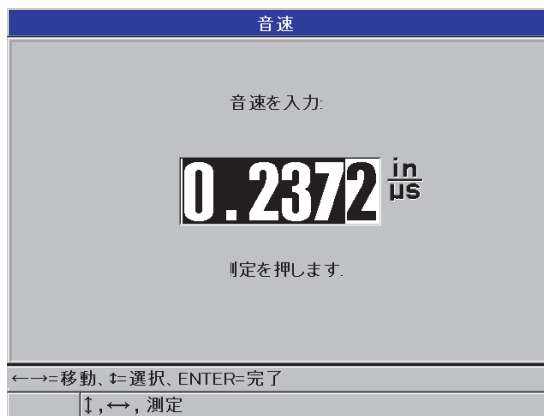 音速
音速を入力:
0.2372 in/µs
定を押します.
←→=移動、↕=選択、ENTER=完了
↕,↔, 測定